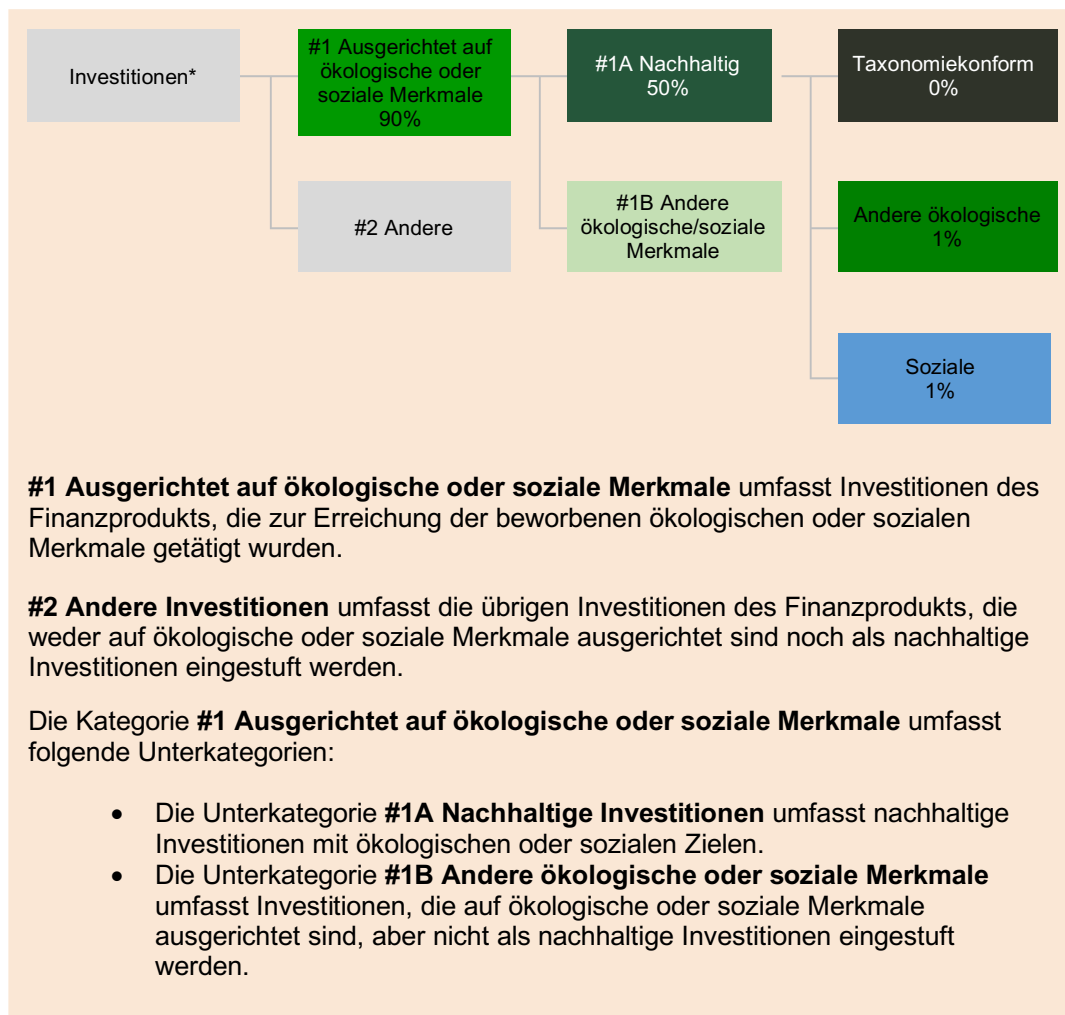 Investitionen*
#1 Ausgerichtet auf
ökologische oder
soziale Merkmale
90%
#1A Nachhaltig
50%
Taxonomiekonform
0%
#2 Andere
#1B Andere
ökologische/soziale
Merkmale
Andere ökologische
1%
Soziale
1%
#1 Ausgerichtet auf ökologische oder soziale Merkmale umfasst Investitionen des
Finanzprodukts, die zur Erreichung der beworbenen ökologischen oder sozialen
Merkmale getätigt wurden.
#2 Andere Investitionen umfasst die übrigen Investitionen des Finanzprodukts, die
weder auf ökologische oder soziale Merkmale ausgerichtet sind noch als nachhaltige
Investitionen eingestuft werden.
Die Kategorie #1 Ausgerichtet auf ökologische oder soziale Merkmale umfasst
folgende Unterkategorien:
• Die Unterkategorie #1A Nachhaltige Investitionen umfasst nachhaltige
Investitionen mit ökologischen oder sozialen Zielen.
• Die Unterkategorie #1B Andere ökologische oder soziale Merkmale
umfasst Investitionen, die auf ökologische oder soziale Merkmale
ausgerichtet sind, aber nicht als nachhaltige Investitionen eingestuft
werden.